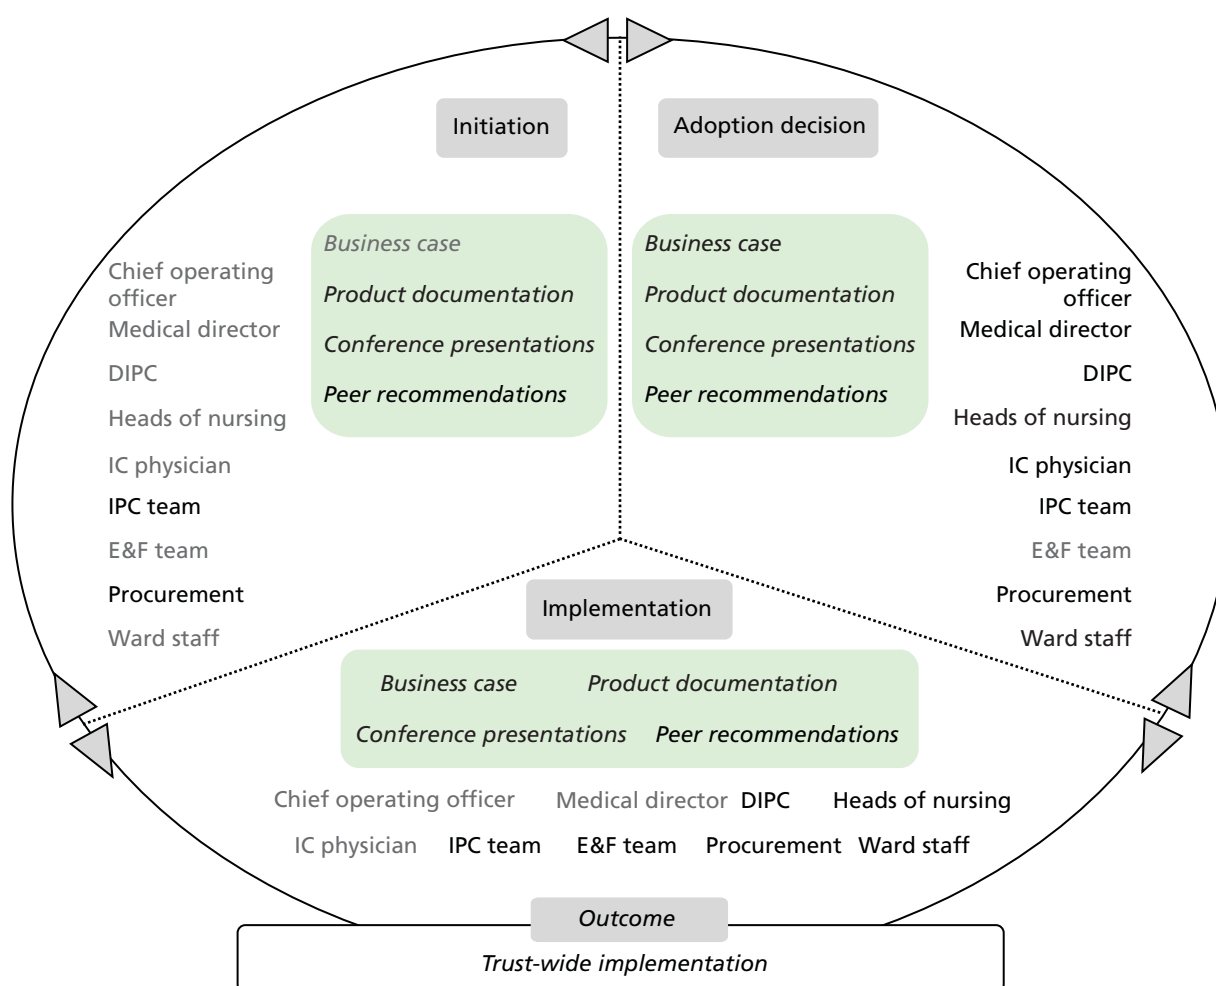 Initiation
Adoption decision
Business case
Product documentation
Conference presentations
Peer recommendations
Business case
Product documentation
Conference presentations
Peer recommendations
Chief operating
officer
Medical director
DIPC
Heads of nursing
IC physician
IPC team
E&F team
Procurement
Ward staff
Chief operating
officer
Medical director
DIPC
Heads of nursing
IC physician
IPC team
E&F team
Procurement
Ward staff
Implementation
Business case Product documentation
Conference presentations Peer recommendations
Chief operating officer Medical director DIPC Heads of nursing
IC physician IPC team E&F team Procurement Ward staff
Outcome
Trust-wide implementation